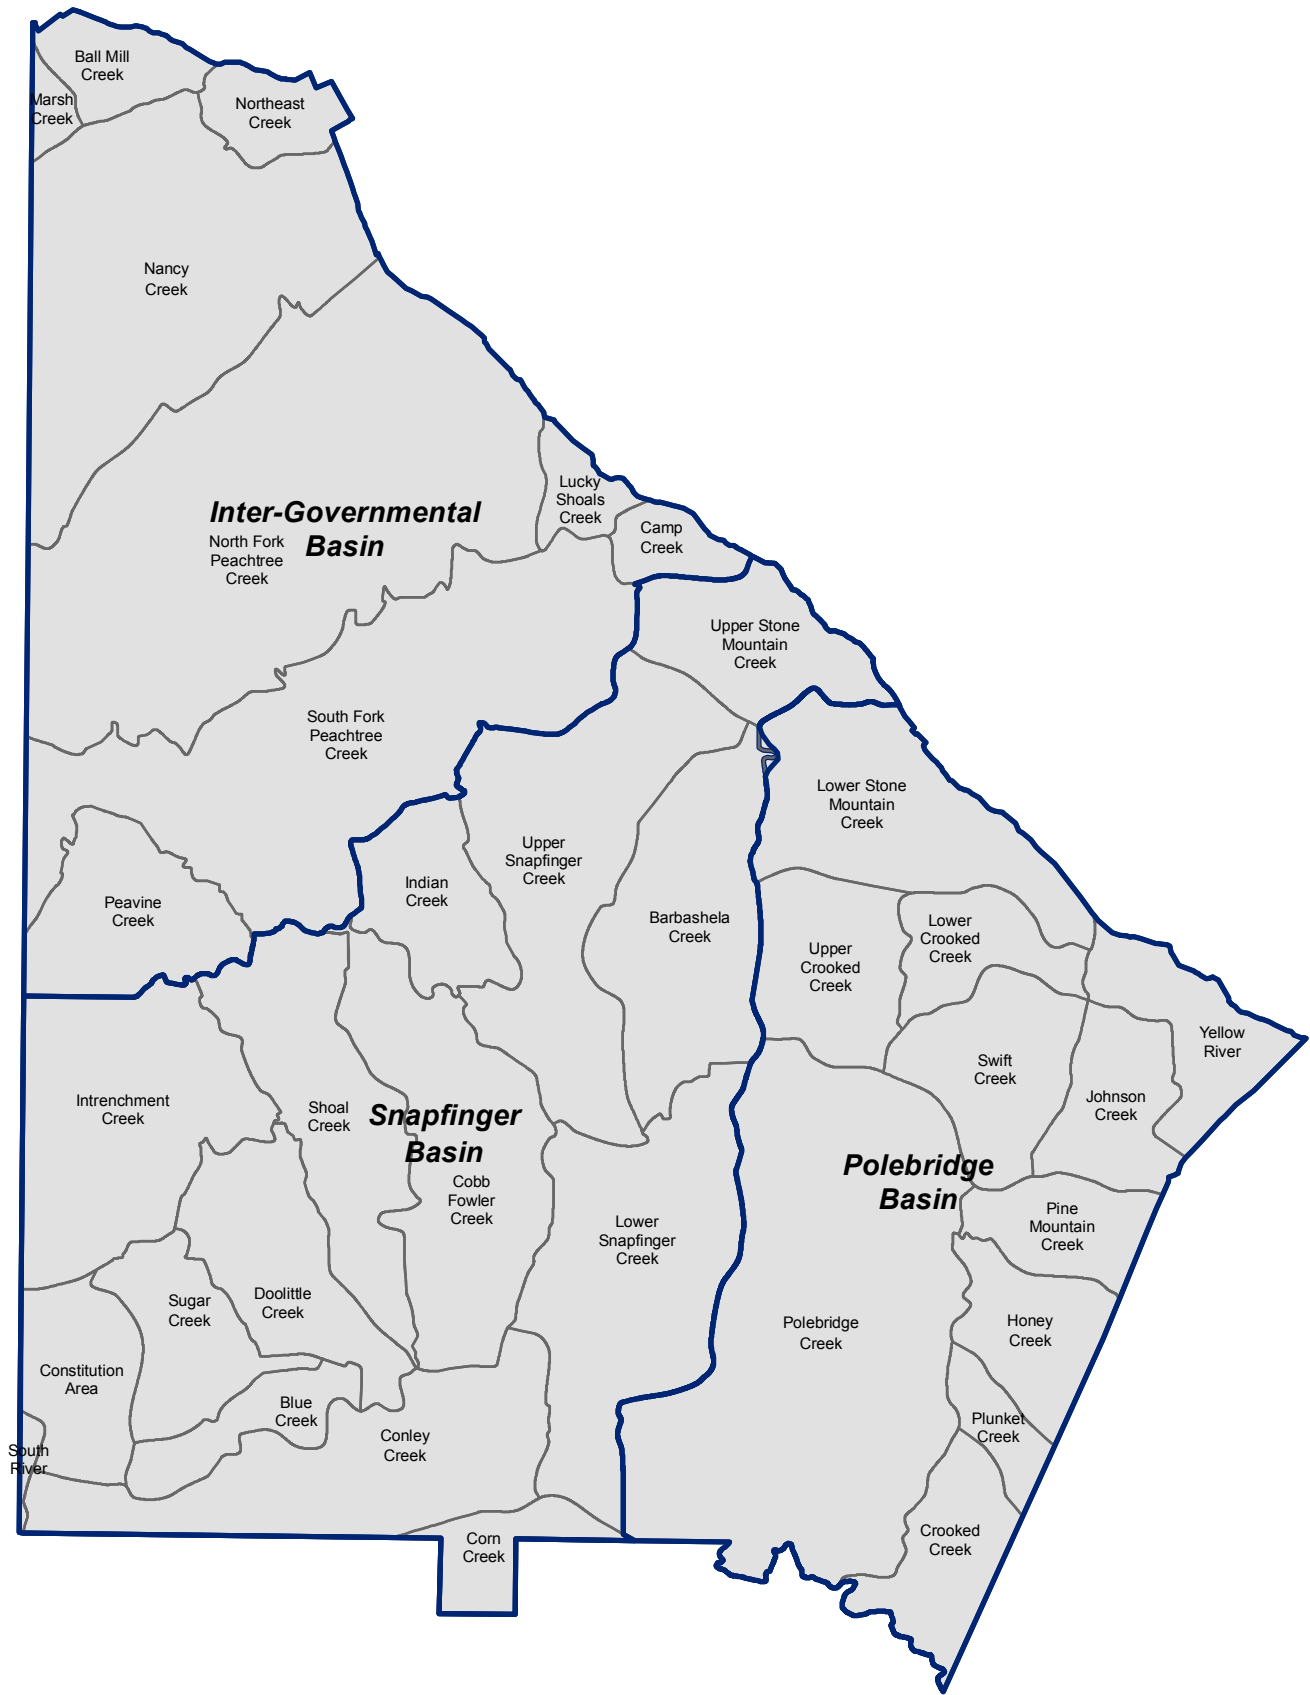 Ball Mill
Creek
Marsh
Creek
Northeast
Creek
Nancy
Creek
Lucky
Shoals
Creek
Inter-Governmental
Basin
North Fork
Peachtree
Creek
Camp
Creek
Upper Stone
Mountain
Creek
South Fork
Peachtree
Creek
Lower Stone
Mountain
Creek
Upper
Snapfinger
Creek
Indian
Creek
Peavine
Creek
Barbashela
Creek
Lower
Crooked
Creek
Upper
Crooked
Creek
Yellow
River
Swift
Creek
Johnson
Creek
Intrenchment
Creek
Shoal
Creek
Snapfinger
Basin
Cobb
Fowler
Creek
Polebridge
Basin
Pine
Mountain
Creek
Lower
Snapfinger
Creek
Doolittle
Creek
Sugar
Creek
Polebridge
Creek
Honey
Creek
Constitution
Area
Blue
Creek
Plunket
Creek
Conley
Creek
South
River
Corn
Creek
Crooked
Creek